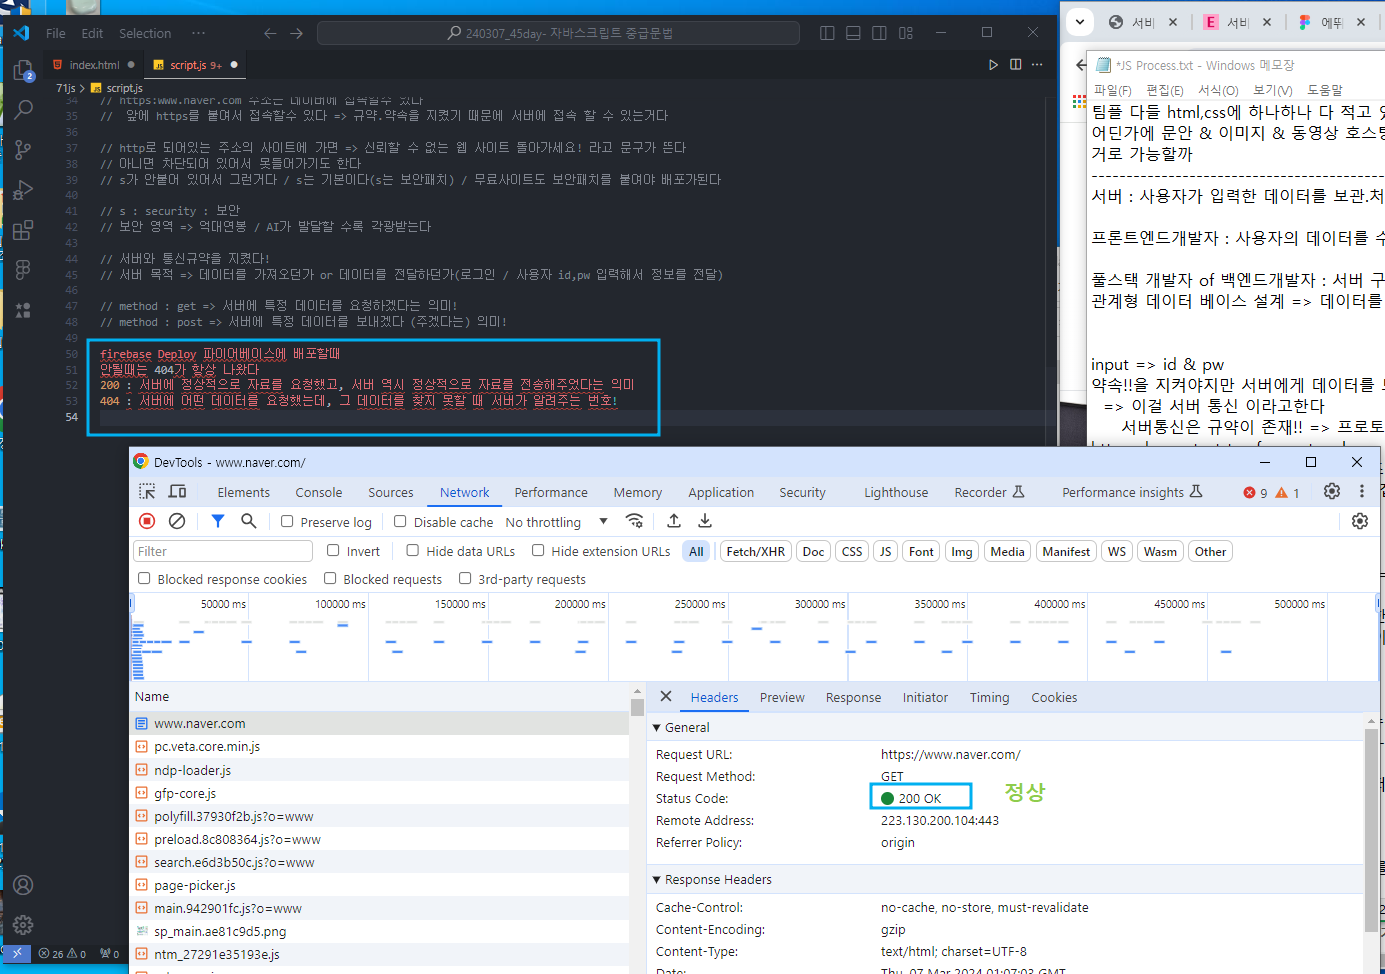 File Edit Selection ···
240307_45day- 자바스크립트 중급문법
index.html
script.js 9+
71js > script.js
2
34 // https:www.naver.com 주소는 네이버에 접속할수 있다
35 // 앞에 https를 붙여서 접속할수 있다 => 규약.약속을 지켰기 때문에 서버에 접속 할 수 있는거다
36
37 // http로 되어있는 주소의 사이트에 가면 => 신뢰할 수 없는 웹 사이트 돌아가세요! 라고 문구가 뜬다
38 // 아니면 차단되어 있어서 못들어가기도 한다
39 // s가 안붙어 있어서 그런거다 / s는 기본이다(s는 보안패치) / 무료사이트도 보안패치를 붙여야 배포가된다
40
41 // s : security : 보안
42 // 보안 영역 => 억대연봉 / AI가 발달할 수록 각광받는다
43
44 // 서버와 통신규약을 지켰다!
45 // 서버 목적 => 데이터를 가져오던가 or 데이터를 전달하던가(로그인 / 사용자 id,pw 입력해서 정보를 전달)
46
47 // method : get => 서버에 특정 데이터를 요청하겠다는 의미!
48 // method : post => 서버에 특정 데이터를 보내겠다 (주겠다는) 의미!
49
50 firebase Deploy 파이어베이스에 배포할때
51 안될때는 404가 항상 나왔다
52 200 : 서버에 정상적으로 자료를 요청했고, 서버 역시 정상적으로 자료를 전송해주었다는 의미
53 404 : 서버에 어떤 데이터를 요청했는데, 그 데이터를 찾지 못할 때 서버가 알려주는 번호!
54
26 0 0
서버
E 서버
에뛰
*JS Process.txt - Windows 메모장
파일(F) 편집(E) 서식(O) 보기(V) 도움말
팀플 다들 html,css에 하나하나 다 적고
어딘가에 문안 & 이미지 & 동영상 호스팅
거로 가능할까
서버 : 사용자가 입력한 데이터를 보관.처
프론트엔드개발자 : 사용자의 데이터를 수
풀스택 개발자 of 백엔드개발자 : 서버 구
관계형 데이터 베이스 설계 => 데이터를
input => id & pw
약속!!을 지켜야지만 서버에게 데이터를
=> 이걸 서버 통신 이라고한다
서버통신은 규약이 존재!! => 프로토
DevTools - www.naver.com/
Elements Console Sources Network Performance Memory Application Security Lighthouse Recorder Performance insights 9 1
Preserve log Disable cache No throttling
Filter Invert Hide data URLs Hide extension URLs All Fetch/XHR Doc CSS JS Font Img Media Manifest WS Wasm Other
Blocked response cookies Blocked requests 3rd-party requests
50000 ms 100000 ms 150000 ms 200000 ms 250000 ms 300000 ms 350000 ms 400000 ms 450000 ms 500000 ms
Name
www.naver.com
pc.veta.core.min.js
ndp-loader.js
gfp-core.js
polyfill.37930f2b.js?o=www
preload.8c808364.js?o=www
search.e6d3b50c.js?o=www
page-picker.js
main.942901fc.js?o=www
sp_main.ae81c9d5.png
ntm_27291e35193e.js
Headers Preview Response Initiator Timing Cookies
General
Request URL: https://www.naver.com/
Request Method: GET
Status Code: 200 OK 정상
Remote Address: 223.130.200.104:443
Referrer Policy: origin
Response Headers
Cache-Control: no-cache, no-store, must-revalidate
Content-Encoding: gzip
Content-Type: text/html; charset=UTF-8
Date: Thu, 07 Mar 2024 01:07:03 GMT